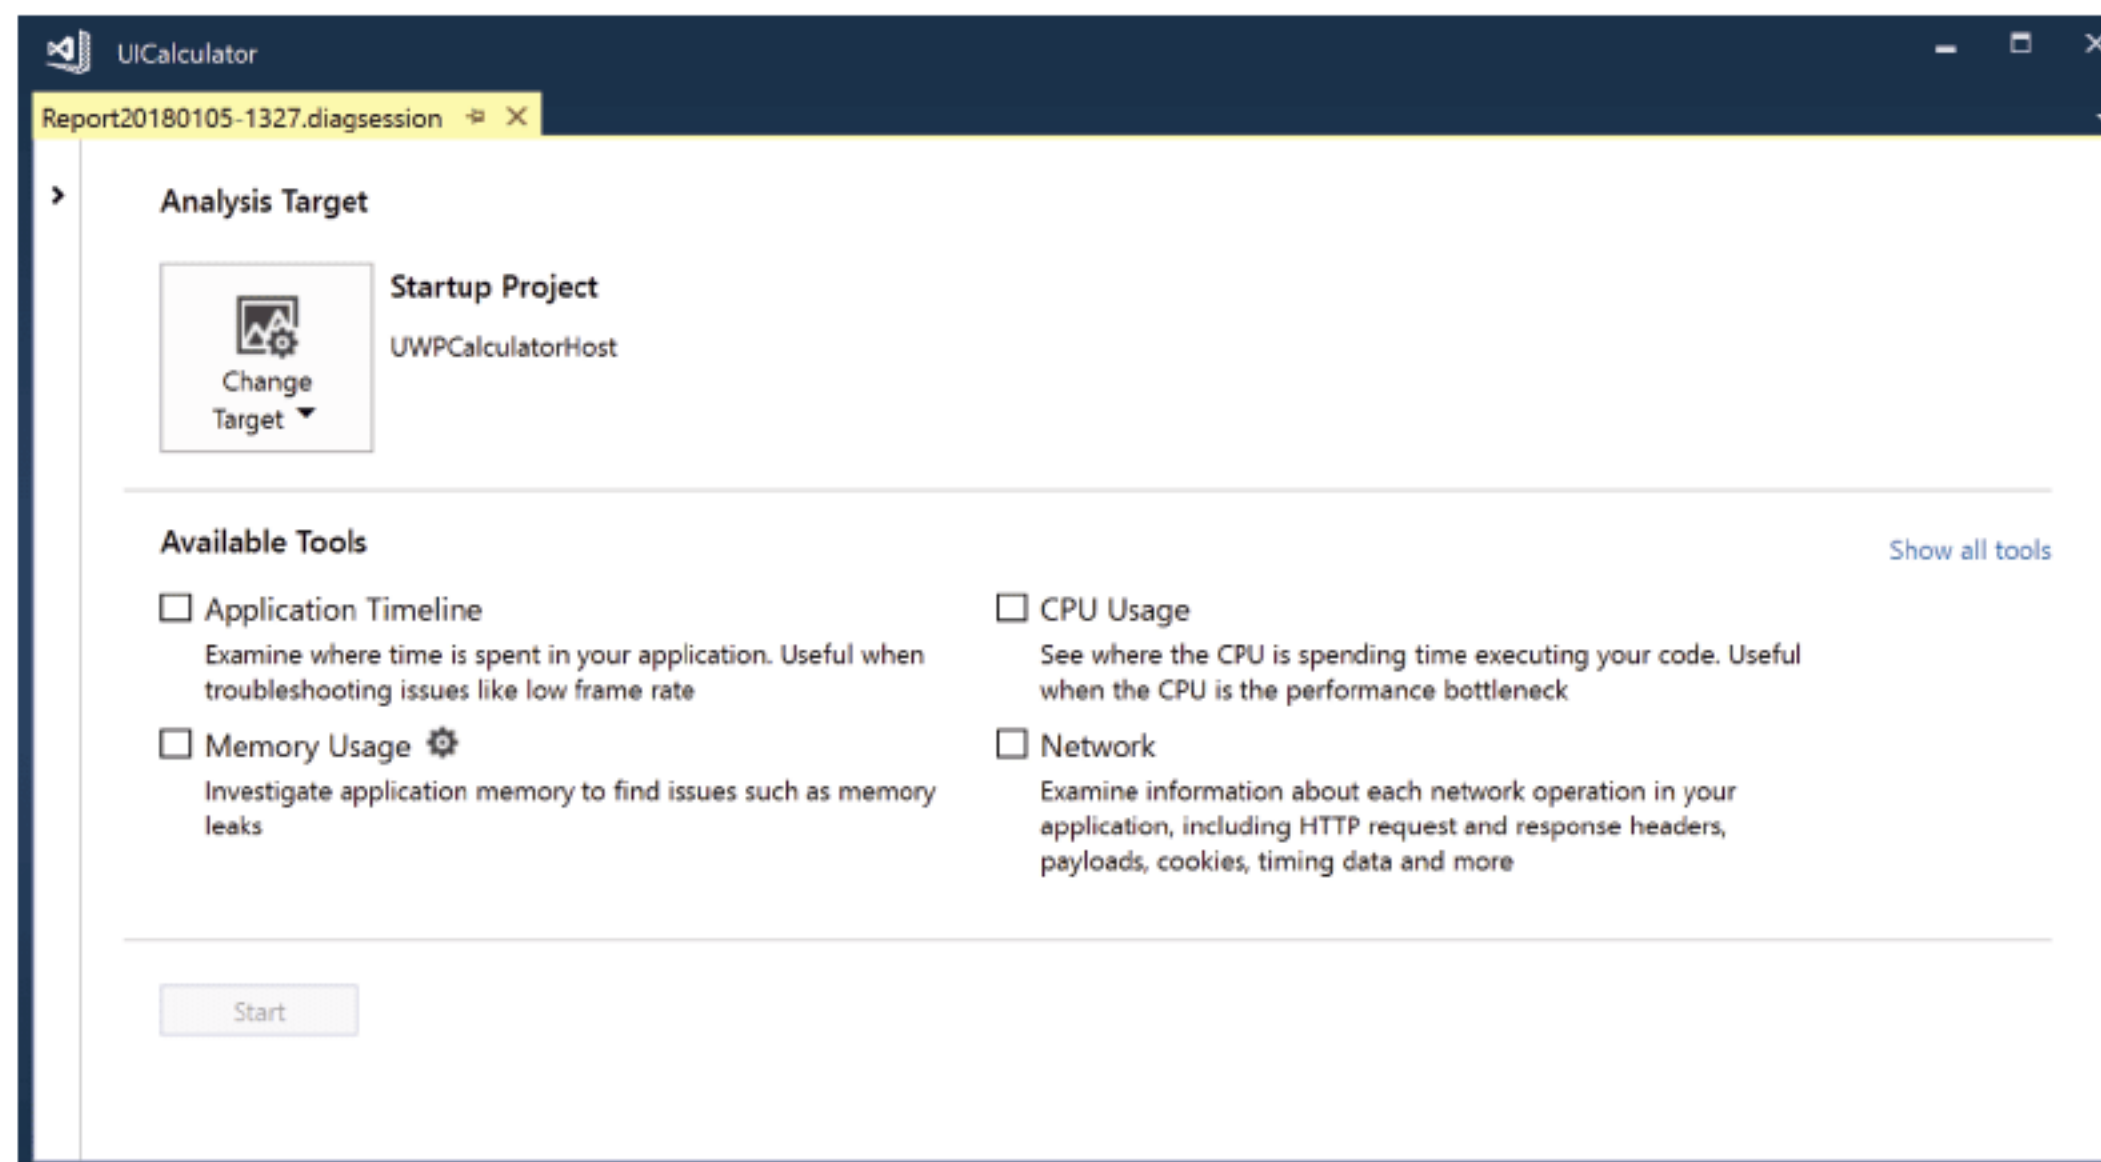 UICalculator
Report20180105-1327.diagsession
Analysis Target
Change
Target
Startup Project
UWPCalculatorHost
Available Tools
Show all tools
Application Timeline
Examine where time is spent in your application. Useful when
troubleshooting issues like low frame rate
CPU Usage
See where the CPU is spending time executing your code. Useful
when the CPU is the performance bottleneck
Memory Usage
Investigate application memory to find issues such as memory
leaks
Network
Examine information about each network operation in your
application, including HTTP request and response headers,
payloads, cookies, timing data and more
Start